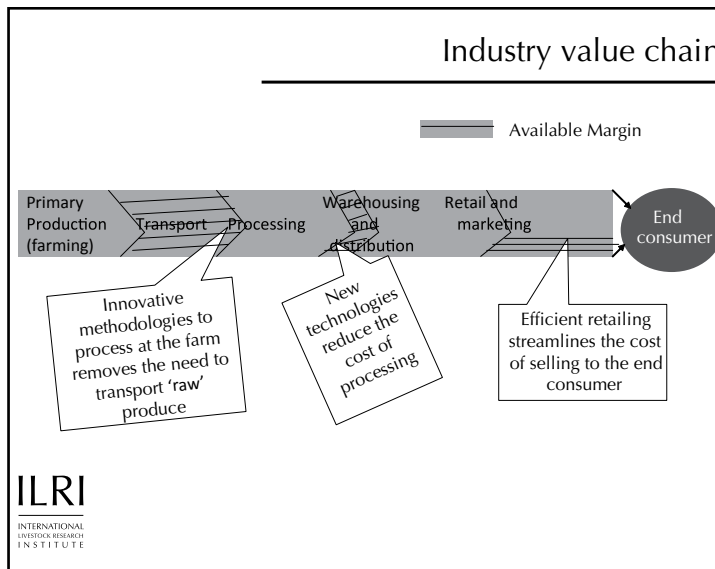 Industry value chain
Available Margin
Primary
Production
(farming)
Transport
Processing
Warehousing
and
distribution
Retail and
marketing
End
consumer
Innovative
methodologies to
process at the farm
removes the need to
transport ‘raw’
produce
New
technologies
reduce the
cost of
processing
Efficient retailing
streamlines the cost
of selling to the end
consumer
ILRI
INTERNATIONAL
LIVESTOCK RESEARCH
INSTITUTE